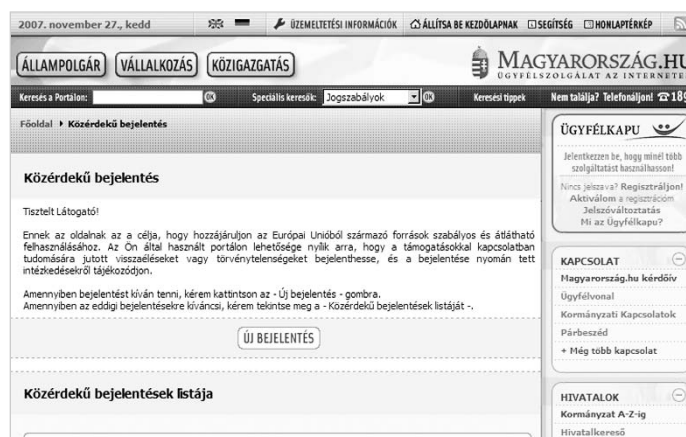 2007. november 27., kedd
ÜZEMELTETÉSI INFORMÁCIÓK ÁLLÍTSA BE KEZDŐLAPNAK SEGÍTSÉG HONLAPTÉRKÉP
ÁLLAMPOLGÁR VÁLLALKOZÁS KÖZIGAZGATÁS
MAGYARORSZÁG.HU
ÜGYFÉLSZOLGÁLAT AZ INTERNETE
Keresés a Portálon: OK Speciális keresők: Jogszabályok OK Keresési tippek Nem találja? Telefonáljon! 189
Főoldal Közérdekű bejelentés
Közérdekű bejelentés
Tisztelt Látogató!
Ennek az oldalnak az a célja, hogy hozzájáruljon az Európai Unióból származó források szabályos és átlátható
felhasználásához. Az Ön által használt portálon lehetősége nyílik arra, hogy a támogatásokkal kapcsolatban
tudomására jutott visszaéléseket vagy törvénytelenségeket bejelenthesse, és a bejelentése nyomán tett
intézkedésekről tájékozódjon.
Amennyiben bejelentést kíván tenni, kérem kattintson az - Új bejelentés - gombra.
Amennyiben az eddigi bejelentésekre kíváncsi, kérem tekintse meg a - Közérdekű bejelentések listáját -.
ÚJ BEJELENTÉS
Közérdekű bejelentések listája
ÜGYFÉLKAPU
Jelentkezzen be, hogy minél több
szolgáltatást használhasson!
Nincs jelszava? Regisztráljon!
Aktiválom a regisztrációm
Jelszóváltoztatás
Mi az Ügyfélkapu?
KAPCSOLAT
Magyarország.hu kérdőív
Ügyfélvonal
Kormányzati Kapcsolatok
Párbeszéd
+ Még több kapcsolat
HIVATALOK
Kormányzat A-Z-ig
Hivatalkereső